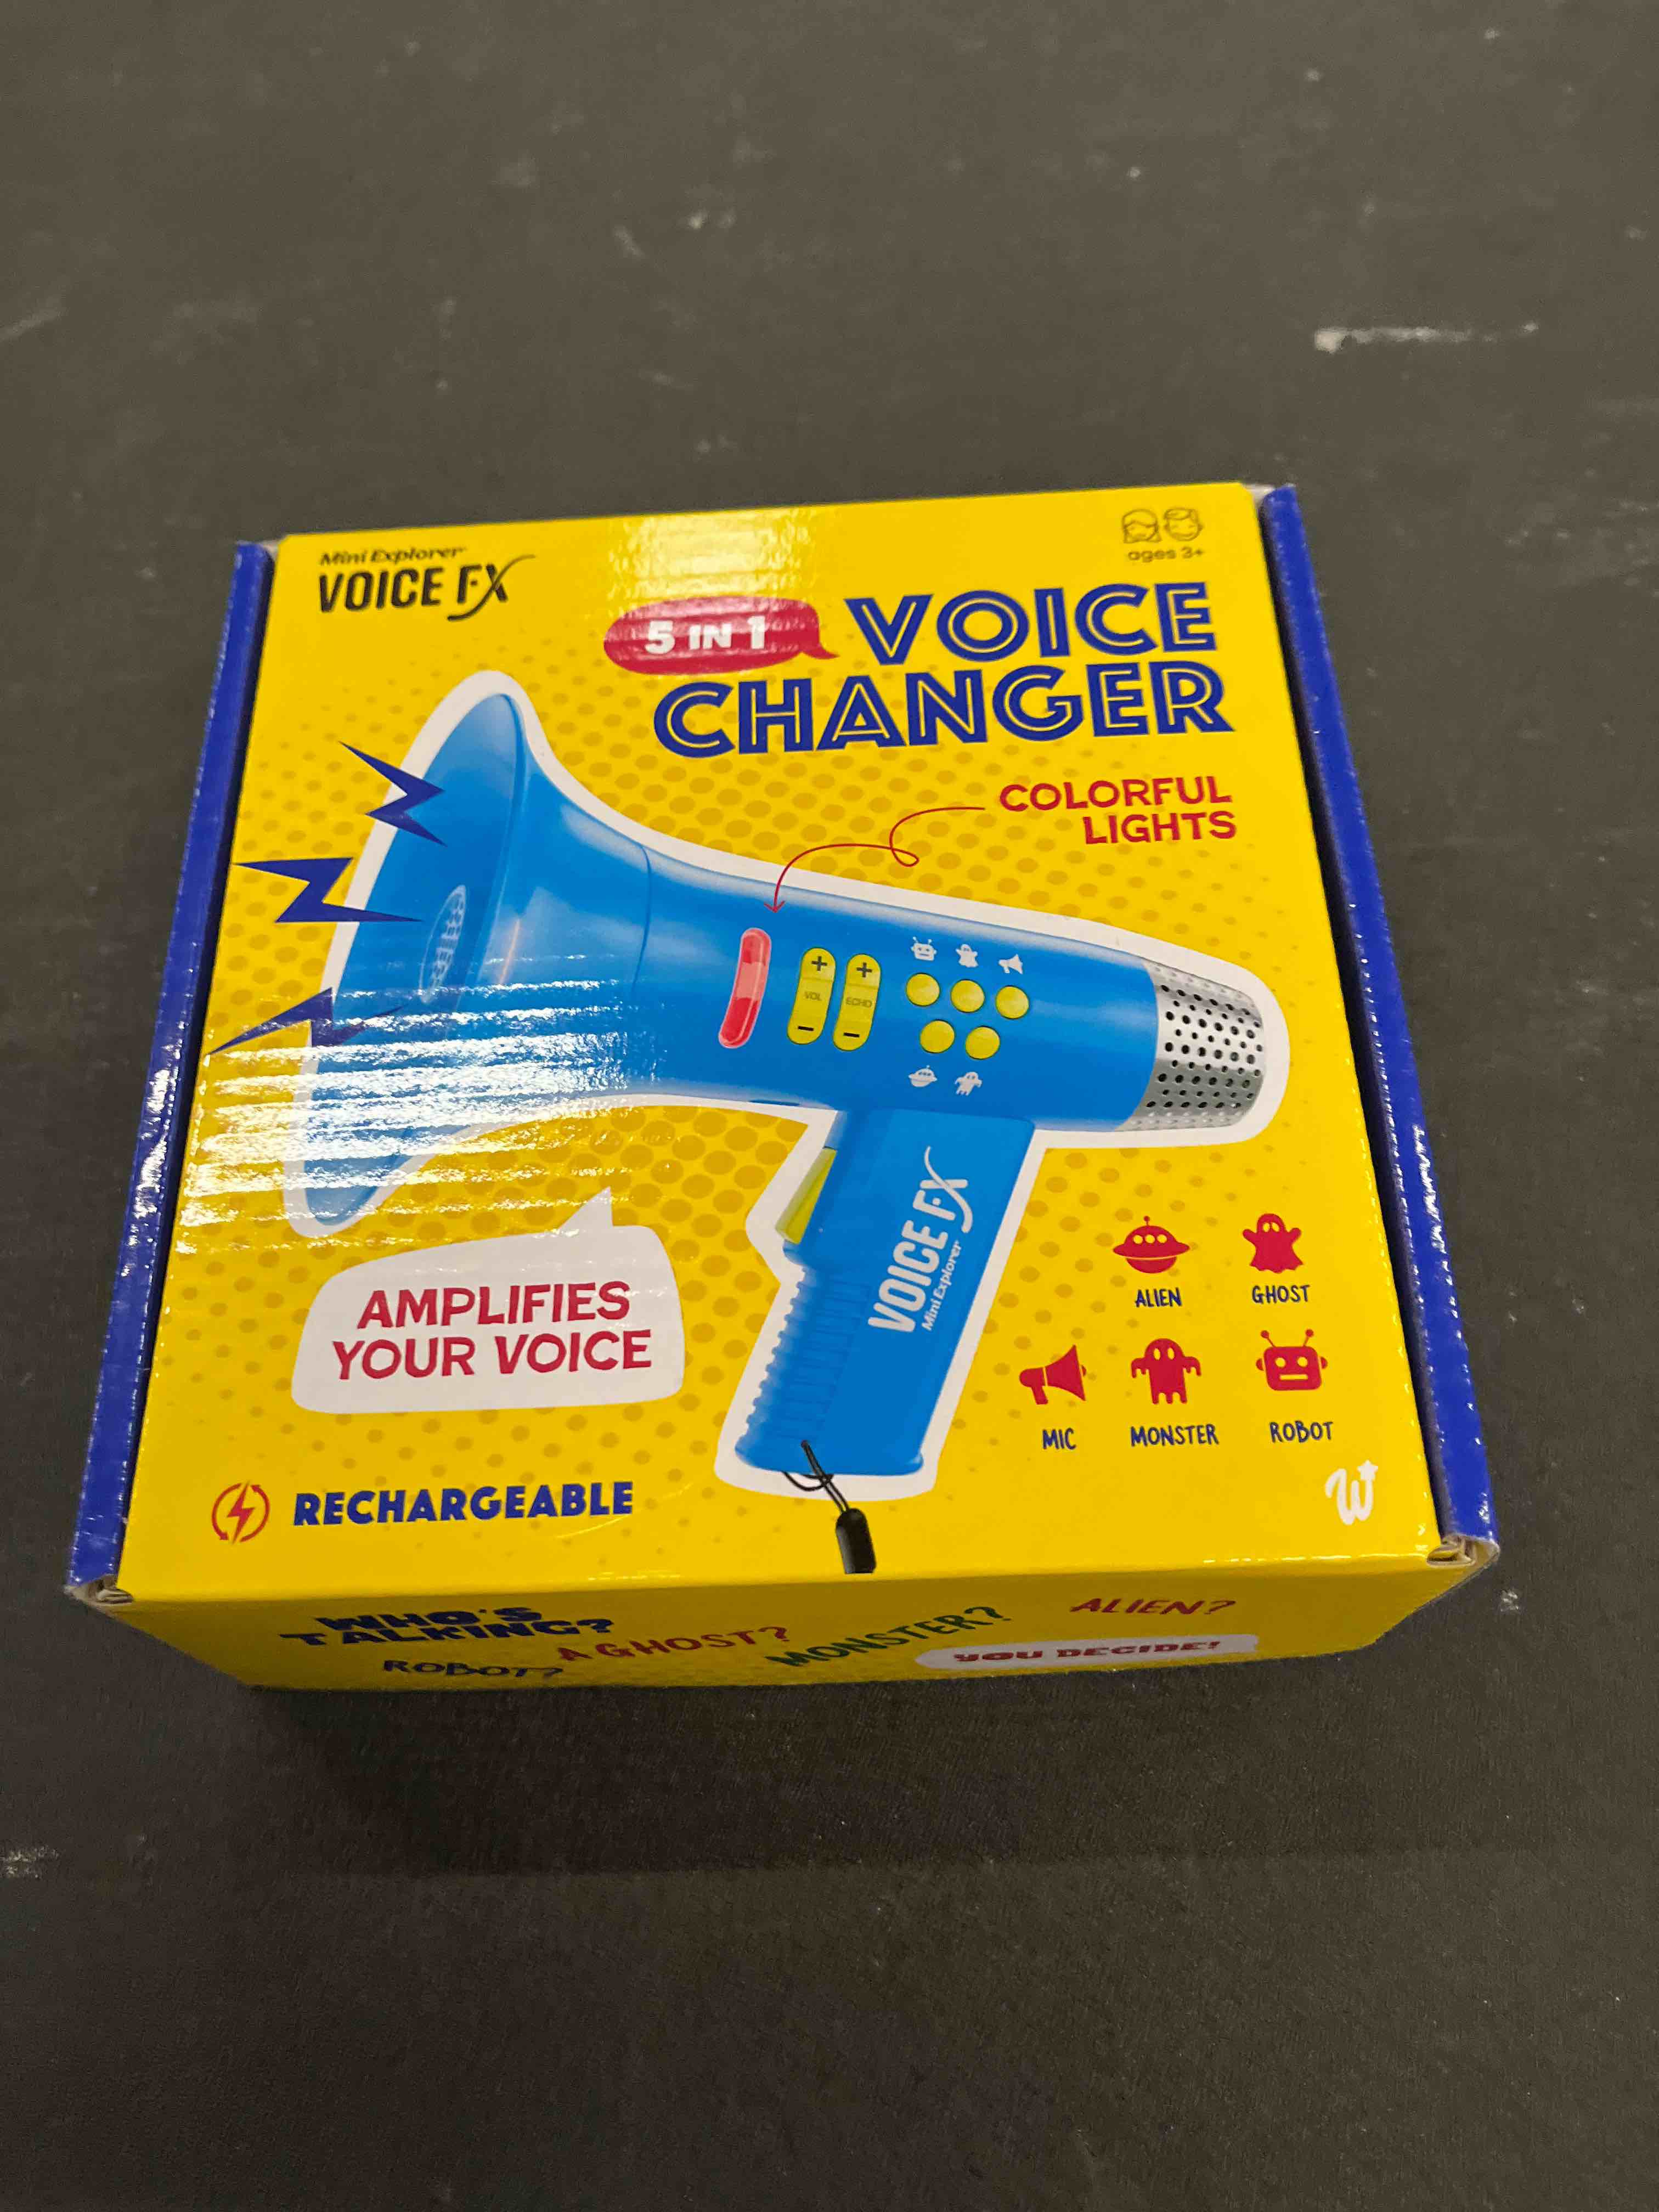 Mini Explorer
VOICE FX
ages 3+
5 IN 1
VOICE
CHANGER
COLORFUL
LIGHTS
+ +
VOL ECHO
- -
VOICE FX
Mini Explorer
AMPLIFIES
YOUR VOICE
ALIEN GHOST
MIC MONSTER ROBOT
RECHARGEABLE
W
WHO'S
TALKING?
ROBOT?
A GHOST?
MONSTER?
ALIEN?
YOU DECIDE!